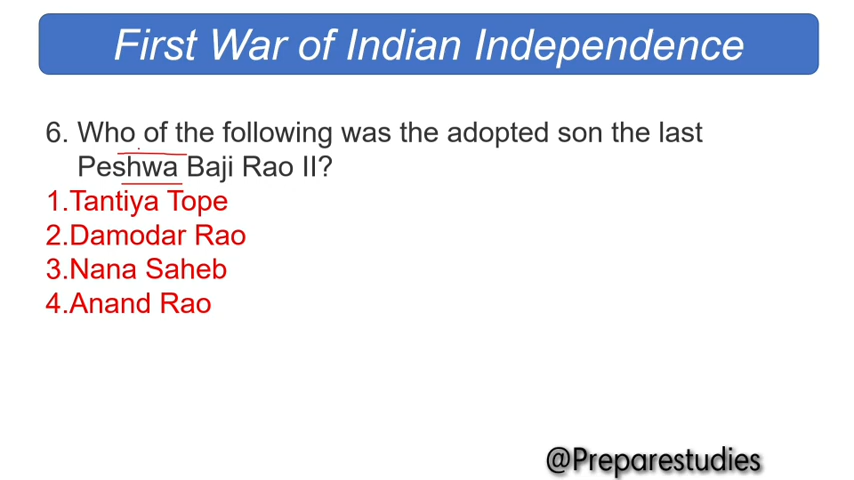 First War of Indian Independence
6. Who of the following was the adopted son the last
Peshwa Baji Rao II?
1.Tantiya Tope
2.Damodar Rao
3.Nana Saheb
4.Anand Rao
@Preparestudies